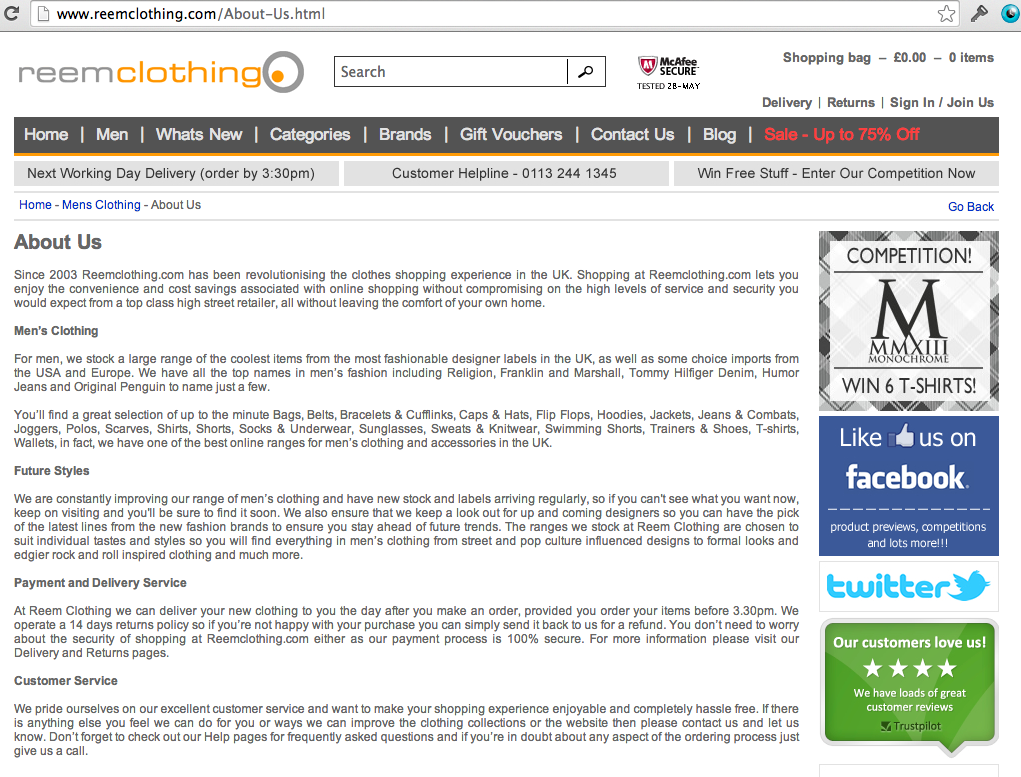 www.reemclothing.com/About-Us.html
reemclothing
Search
McAfee
SECURE
TESTED 28-MAY
Shopping bag – £0.00 – 0 items
Delivery | Returns | Sign In / Join Us
Home | Men | Whats New | Categories | Brands | Gift Vouchers | Contact Us | Blog | Sale - Up to 75% Off
Next Working Day Delivery (order by 3:30pm)
Customer Helpline - 0113 244 1345
Win Free Stuff - Enter Our Competition Now
Home - Mens Clothing - About Us
Go Back
About Us
Since 2003 Reemclothing.com has been revolutionising the clothes shopping experience in the UK. Shopping at Reemclothing.com lets you
enjoy the convenience and cost savings associated with online shopping without compromising on the high levels of service and security you
would expect from a top class high street retailer, all without leaving the comfort of your own home.
Men's Clothing
For men, we stock a large range of the coolest items from the most fashionable designer labels in the UK, as well as some choice imports from
the USA and Europe. We have all the top names in men's fashion including Religion, Franklin and Marshall, Tommy Hilfiger Denim, Humor
Jeans and Original Penguin to name just a few.
You'll find a great selection of up to the minute Bags, Belts, Bracelets & Cufflinks, Caps & Hats, Flip Flops, Hoodies, Jackets, Jeans & Combats,
Joggers, Polos, Scarves, Shirts, Shorts, Socks & Underwear, Sunglasses, Sweats & Knitwear, Swimming Shorts, Trainers & Shoes, T-shirts,
Wallets, in fact, we have one of the best online ranges for men's clothing and accessories in the UK.
Future Styles
We are constantly improving our range of men's clothing and have new stock and labels arriving regularly, so if you can't see what you want now,
keep on visiting and you'll be sure to find it soon. We also ensure that we keep a look out for up and coming designers so you can have the pick
of the latest lines from the new fashion brands to ensure you stay ahead of future trends. The ranges we stock at Reem Clothing are chosen to
suit individual tastes and styles so you will find everything in men's clothing from street and pop culture influenced designs to formal looks and
edgier rock and roll inspired clothing and much more.
Payment and Delivery Service
At Reem Clothing we can deliver your new clothing to you the day after you make an order, provided you order your items before 3.30pm. We
operate a 14 days returns policy so if you're not happy with your purchase you can simply send it back to us for a refund. You don't need to worry
about the security of shopping at Reemclothing.com either as our payment process is 100% secure. For more information please visit our
Delivery and Returns pages.
Customer Service
We pride ourselves on our excellent customer service and want to make your shopping experience enjoyable and completely hassle free. If there
is anything else you feel we can do for you or ways we can improve the clothing collections or the website then please contact us and let us
know. Don't forget to check out our Help pages for frequently asked questions and if you're in doubt about any aspect of the ordering process just
give us a call.
COMPETITION!
M
MMXIII
MONOCHROME
WIN 6 T-SHIRTS!
Like us on
facebook.
product previews, competitions
and lots more!!!
twitter
Our customers love us!
We have loads of great
customer reviews
Trustpilot